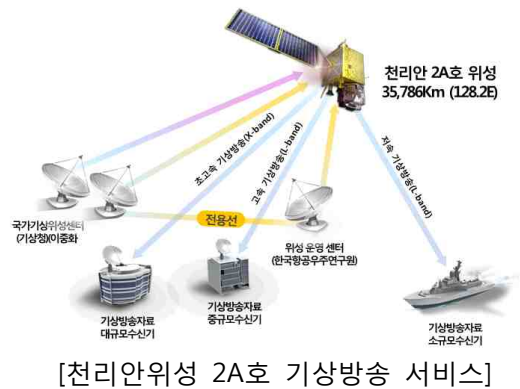 천리안 2A호 위성
35,786Km (128.2E)
초고속 기상방송(X-band)
고속 기상방송(L-band)
저속 기상방송(L-band)
국가기상위성센터
(기상청)이중화
전용선
위성 운영 센터
(한국항공우주연구원)
기상방송자료
대규모수신기
기상방송자료
중규모수신기
기상방송자료
소규모수신기
[천리안위성 2A호 기상방송 서비스]